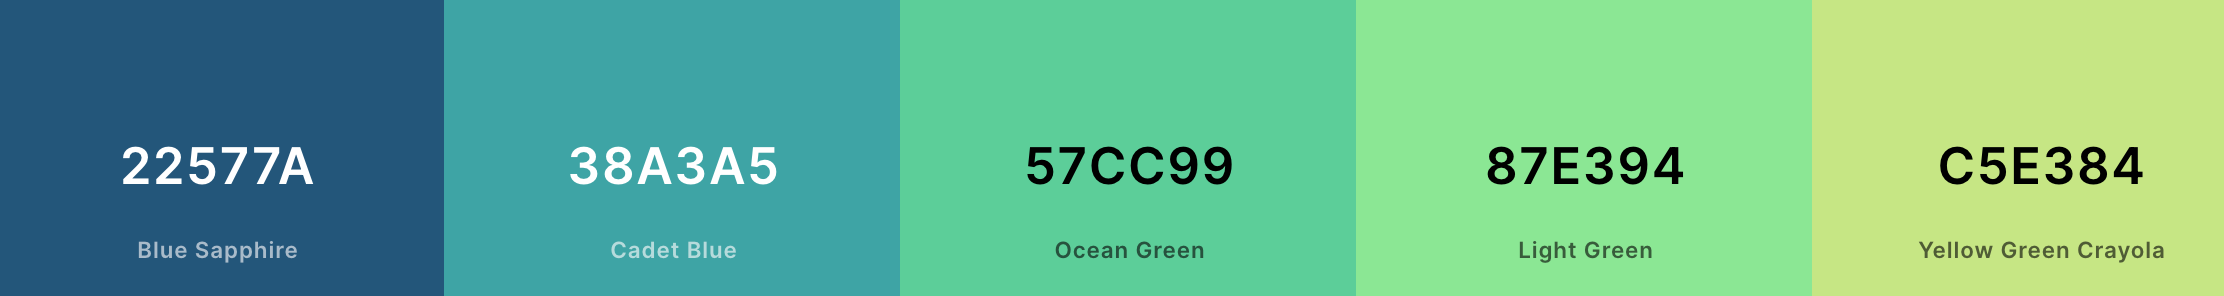 22577A
Blue Sapphire
38A3A5
Cadet Blue
57CC99
Ocean Green
87E394
Light Green
C5E384
Yellow Green Crayola